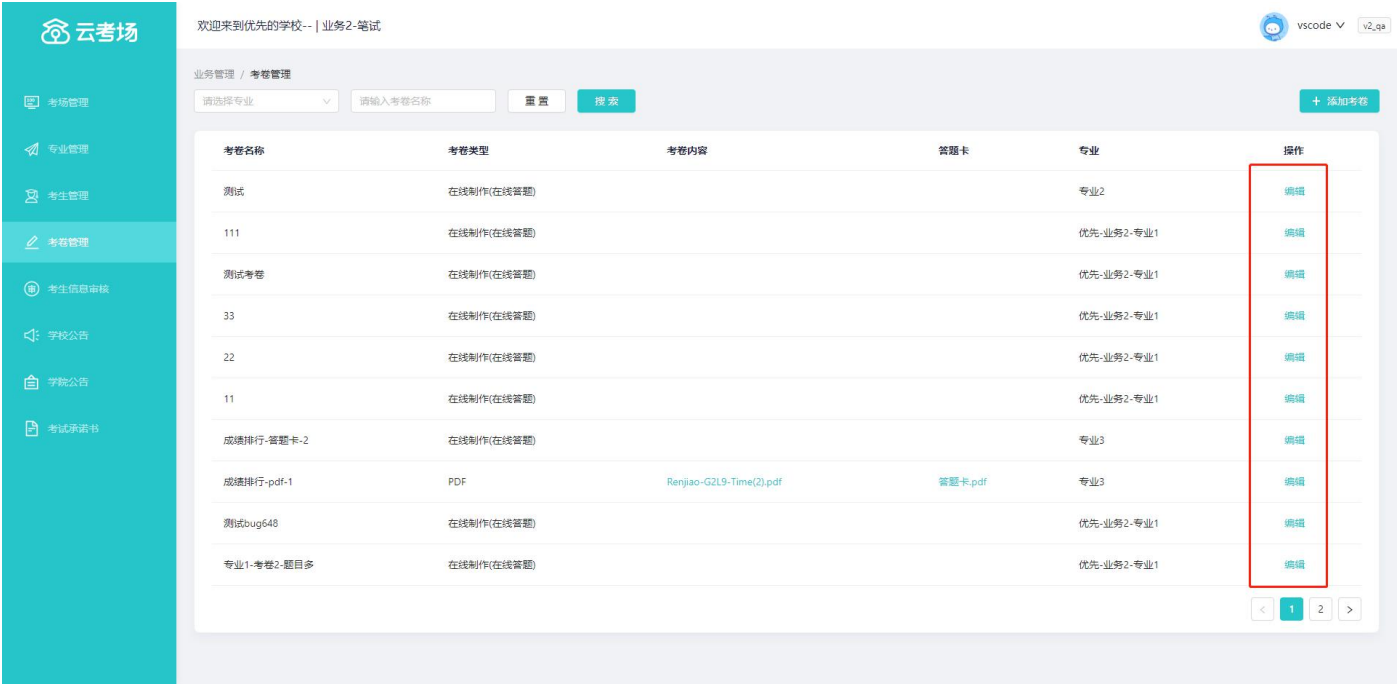 云考场
欢迎来到优先的学校-- | 业务2-笔试
vscode
v2_qa
考场管理
专业管理
考生管理
考卷管理
考生信息审核
学校公告
学院公告
考试承诺书
业务管理 / 考卷管理
请选择专业 请输入考卷名称 重 置 搜 索 + 添加考卷
考卷名称 考卷类型 考卷内容 答题卡 专业 操作
测试 在线制作(在线答题) 专业2 编辑
111 在线制作(在线答题) 优先-业务2-专业1 编辑
测试考卷 在线制作(在线答题) 优先-业务2-专业1 编辑
33 在线制作(在线答题) 优先-业务2-专业1 编辑
22 在线制作(在线答题) 优先-业务2-专业1 编辑
11 在线制作(在线答题) 优先-业务2-专业1 编辑
成绩排行-答题卡-2 在线制作(在线答题) 专业3 编辑
成绩排行-pdf-1 PDF Renjiao-G2L9-Time(2).pdf 答题卡.pdf 专业3 编辑
测试bug648 在线制作(在线答题) 优先-业务2-专业1 编辑
专业1-考卷2-题目多 在线制作(在线答题) 优先-业务2-专业1 编辑
< 1 2 >